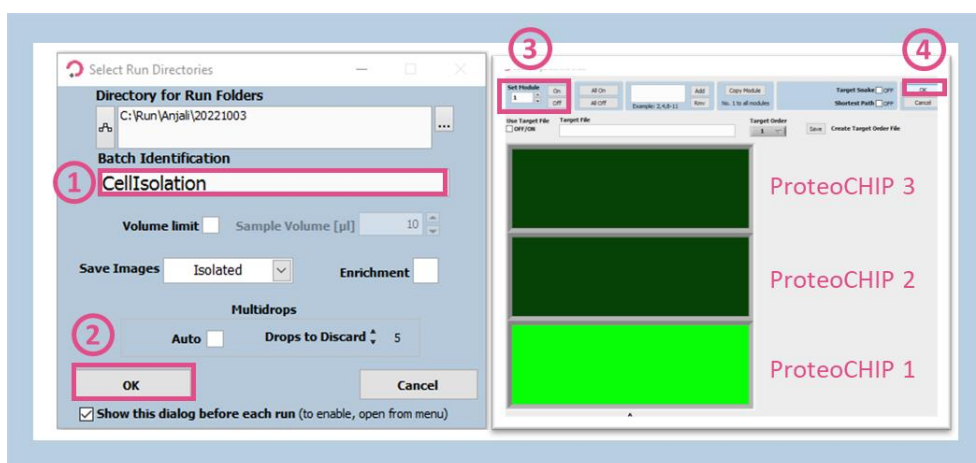 Select Run Directories
Directory for Run Folders
C:\Run\Anjali\20221003
...
Batch Identification
1
CellIsolation
Volume limit
Sample Volume [µl]
10
Save Images
Isolated
Enrichment
Multidrops
2
Auto
Drops to Discard
5
OK
Cancel
Show this dialog before each run (to enable, open from menu)
3
4
Set Module
1
On
Off
All On
All Off
Example: 2,4,8-11
Add
Rem
Copy Module
No. 1 to all modules
Target Snake OFF
Shortest Path OFF
OK
Cancel
Use Target File
OFF/ON
Target File
Target Order
1
Save
Create Target Order File
ProteoCHIP 3
ProteoCHIP 2
ProteoCHIP 1